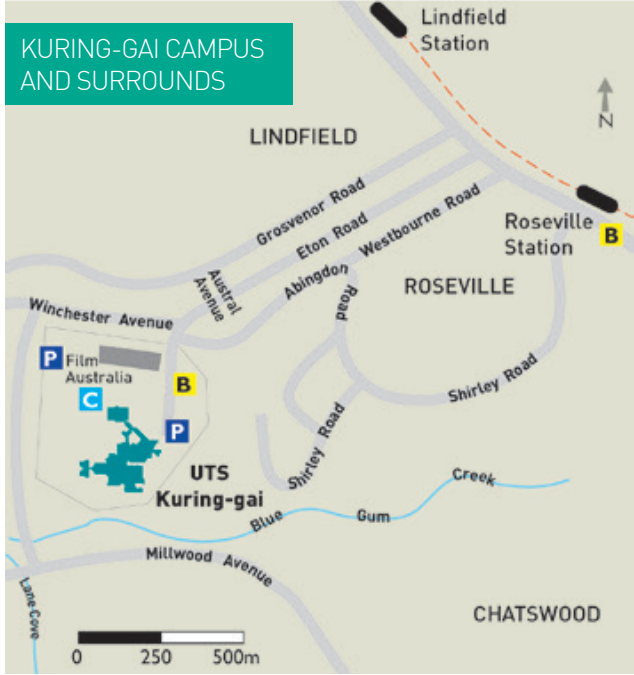 KURING-GAI CAMPUS
AND SURROUNDS
Lindfield
Station
N
LINDFIELD
Grosvenor Road
Eton Road
Abingdon Westbourne Road
Roseville
Station
B
Austral
Avenue
ROSEVILLE
Road
Winchester Avenue
P
Film
Australia
B
C
Shirley Road
P
Shirley Road
UTS
Kuring-gai
Blue Gum Creek
Millwood Avenue
Lane Cove
CHATSWOOD
0 250 500m